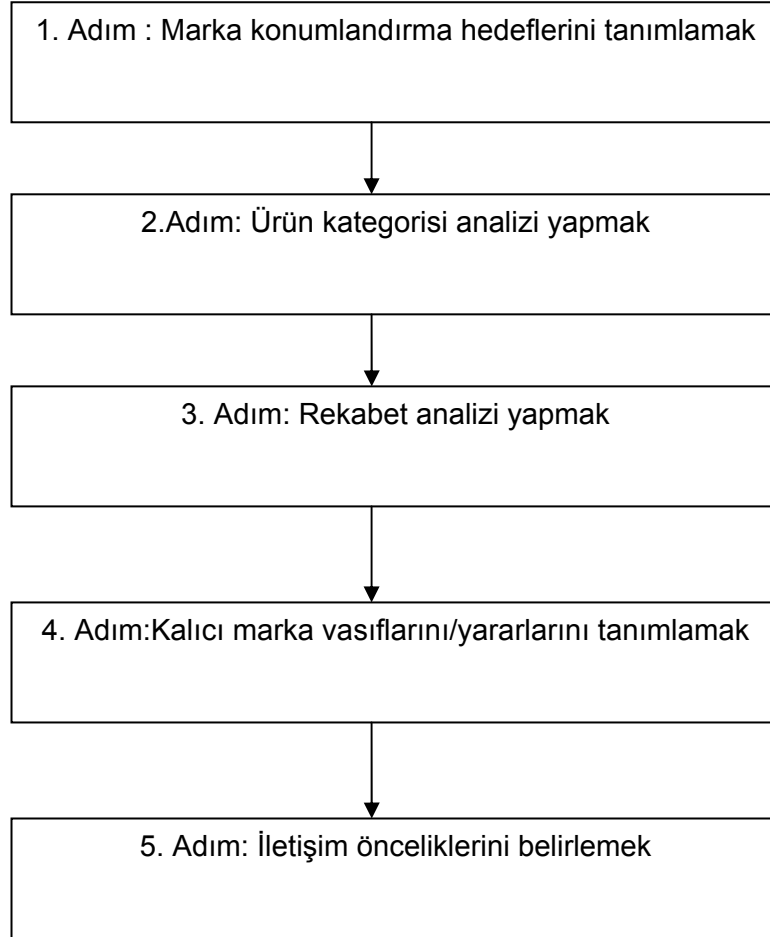 1. Adım : Marka konumlandırma hedeflerini tanımlamak
2.Adım: Ürün kategorisi analizi yapmak
3. Adım: Rekabet analizi yapmak
4. Adım:Kalıcı marka vasıflarını/yararlarını tanımlamak
5. Adım: İletişim önceliklerini belirlemek